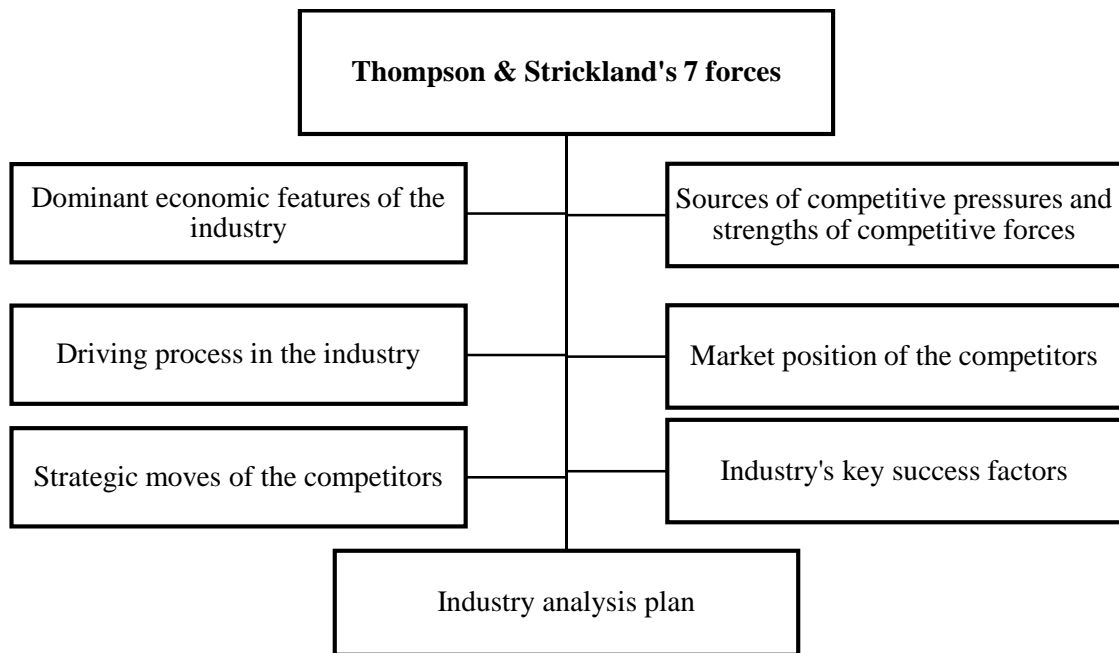 Thompson & Strickland's 7 forces
Dominant economic features of the
industry
Sources of competitive pressures and
strengths of competitive forces
Driving process in the industry
Market position of the competitors
Strategic moves of the competitors
Industry's key success factors
Industry analysis plan